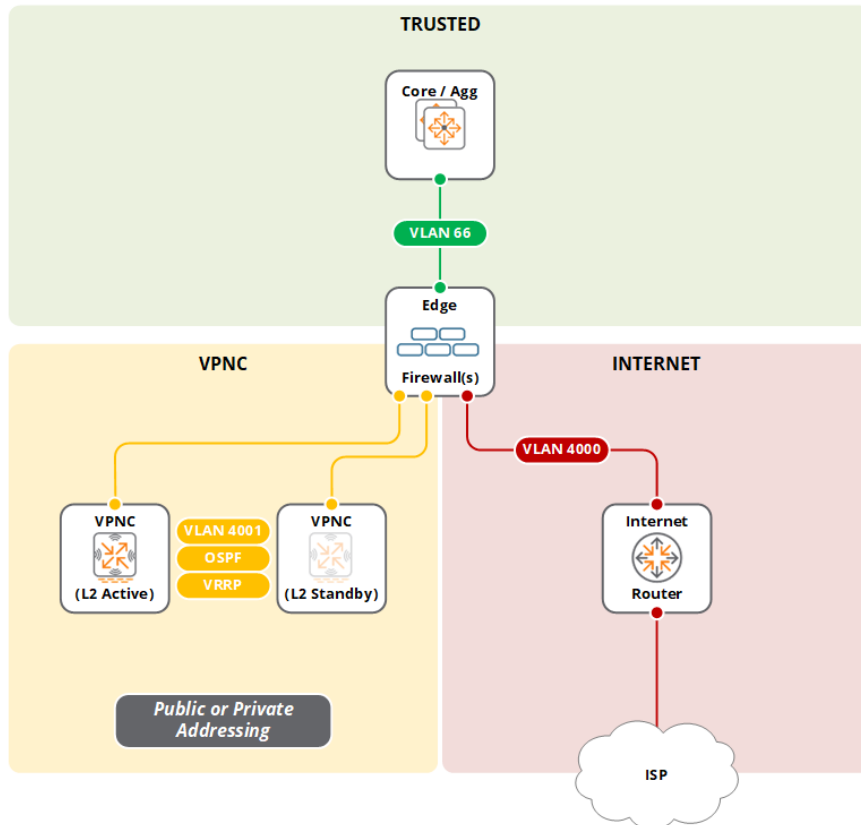 TRUSTED
Core / Agg
VLAN 66
Edge
Firewall(s)
VPNC
INTERNET
VLAN 4000
VPNC
(L2 Active)
VLAN 4001
OSPF
VRRP
VPNC
(L2 Standby)
Internet
Router
Public or Private
Addressing
ISP